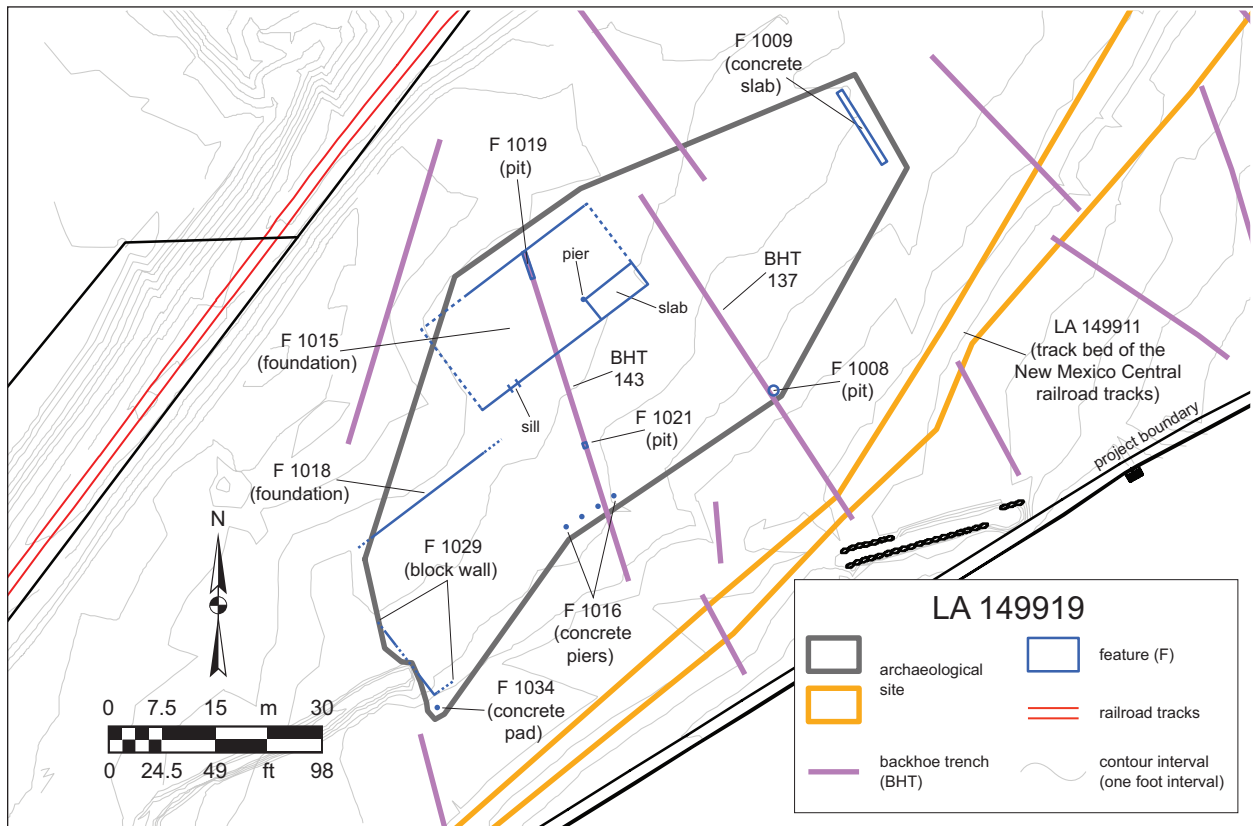 F 1009
(concrete
slab)
F 1019
(pit)
pier
slab
BHT
137
F 1015
(foundation)
BHT
143
LA 149911
(track bed of the
New Mexico Central
railroad tracks)
F 1008
(pit)
sill
F 1021
(pit)
project boundary
F 1018
(foundation)
N
F 1029
(block wall)
F 1016
(concrete
piers)
F 1034
(concrete
pad)
0 7.5 15 m 30
0 24.5 49 ft 98
LA 149919
archaeological
site
feature (F)
railroad tracks
backhoe trench
(BHT)
contour interval
(one foot interval)